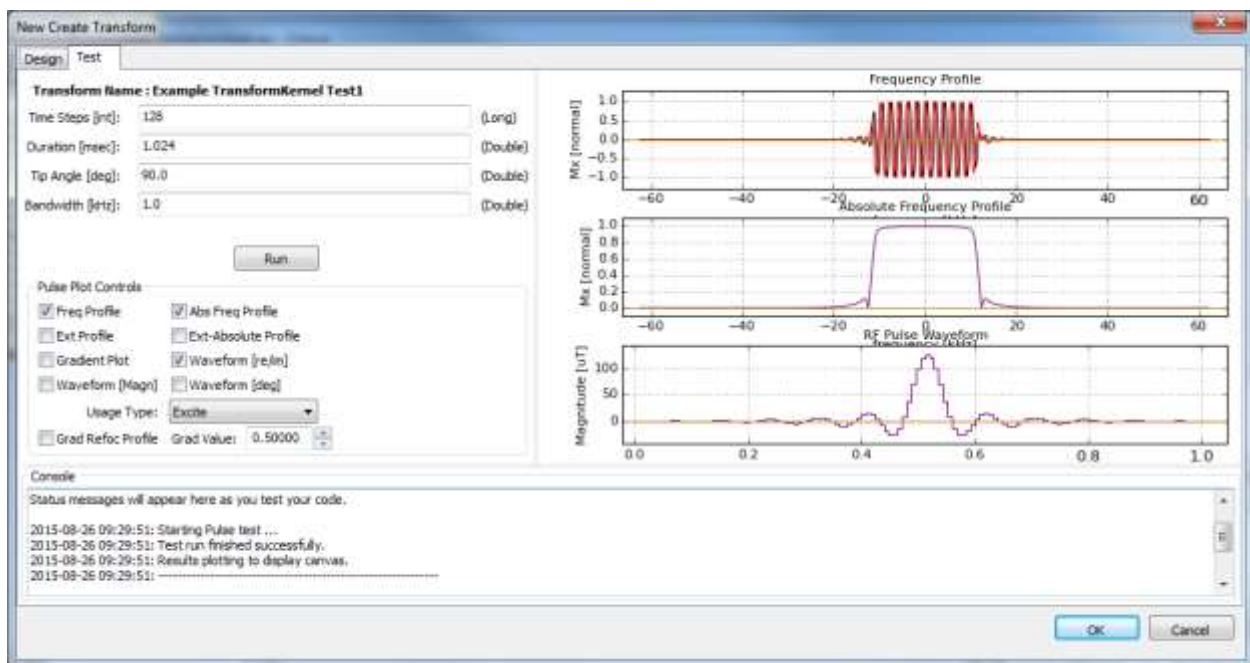 New Create Transform
Design Test
Transform Name : Example TransformKernel Test1
Time Steps [int]: 128 (Long)
Duration [msec]: 1.024 (Double)
Tip Angle [deg]: 90.0 (Double)
Bandwidth [kHz]: 1.0 (Double)
Run
Pulse Plot Controls
Freq Profile Abs Freq Profile
Ext Profile Ext-Absolute Profile
Gradient Plot Waveform [re/im]
Waveform [Magn] Waveform [deg]
Usage Type: Excite
Grad Refoc Profile Grad Value: 0.50000
Frequency Profile
Mx [normal]
1.0
0.5
0.0
−0.5
−1.0
−60 −40 −20 0 20 40 60
Absolute Frequency Profile
Mx [normal]
1.0
0.8
0.6
0.4
0.2
0.0
−60 −40 −20 0 20 40 60
RF Pulse Waveform
frequency [kHz]
Magnitude [uT]
100
50
0
0.0 0.2 0.4 0.6 0.8 1.0
Console
Status messages will appear here as you test your code.
2015-08-26 09:29:51: Starting Pulse test ...
2015-08-26 09:29:51: Test run finished successfully.
2015-08-26 09:29:51: Results plotting to display canvas.
2015-08-26 09:29:51: ------------------------------------------------------------------
OK Cancel